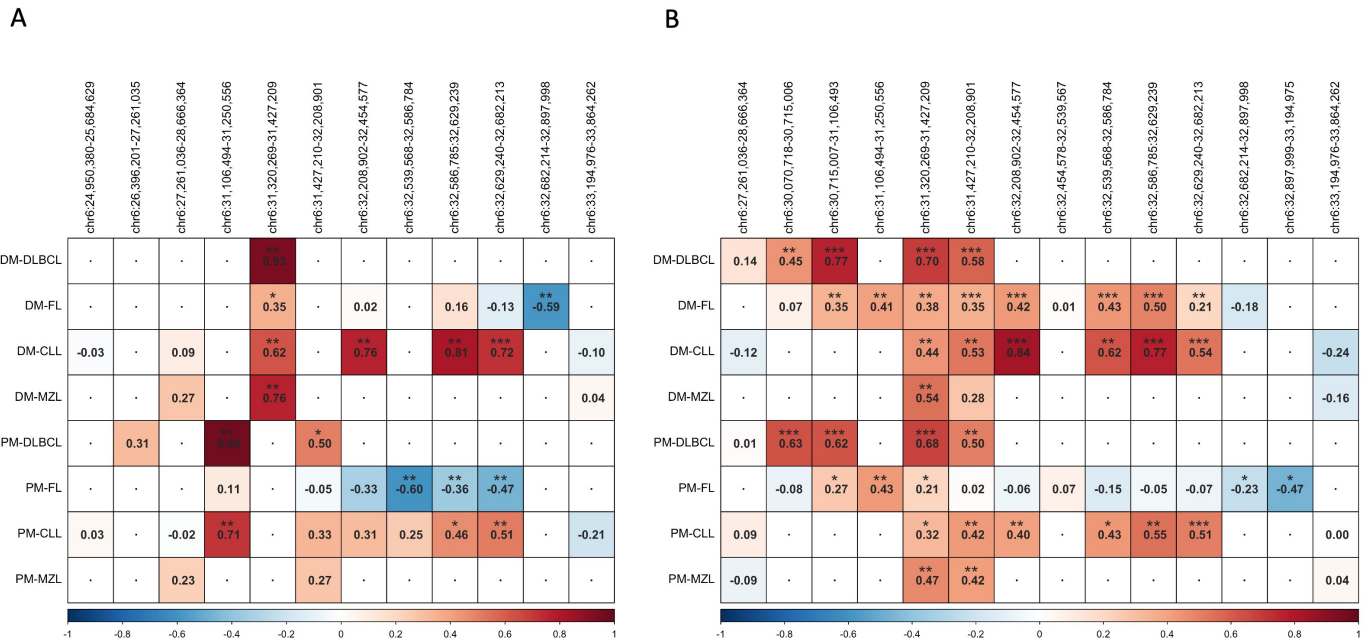 A
chr6:24,950,380-25,684,629
chr6:26,396,201-27,261,035
chr6:27,261,036-28,666,364
chr6:31,106,494-31,250,556
chr6:31,320,269-31,427,209
chr6:31,427,210-32,208,901
chr6:32,208,902-32,454,577
chr6:32,539,568-32,586,784
chr6:32,586,785:32,629,239
chr6:32,629,240-32,682,213
chr6:32,682,214-32,897,998
chr6:33,194,976-33,864,262
DM-DLBCL · · · · ** 0.93 · · · · · · ·
DM-FL · · · · * 0.35 · 0.02 · 0.16 -0.13 ** -0.59 ·
DM-CLL -0.03 · 0.09 · ** 0.62 · ** 0.76 · ** 0.81 *** 0.72 · -0.10
DM-MZL · · 0.27 · ** 0.76 · · · · · · 0.04
PM-DLBCL · 0.31 · ** · * 0.50 · · · · · ·
PM-FL · · · 0.11 · -0.05 -0.33 ** -0.60 ** -0.36 ** -0.47 · ·
PM-CLL 0.03 · -0.02 ** 0.71 · 0.33 0.31 0.25 * 0.46 ** 0.51 · -0.21
PM-MZL · · 0.23 · · 0.27 · · · · · ·
-1 -0.8 -0.6 -0.4 -0.2 0 0.2 0.4 0.6 0.8 1
B
chr6:27,261,036-28,666,364
chr6:30,070,718-30,715,006
chr6:30,715,007-31,106,493
chr6:31,106,494-31,250,556
chr6:31,320,269-31,427,209
chr6:31,427,210-32,208,901
chr6:32,208,902-32,454,577
chr6:32,454,578-32,539,567
chr6:32,539,568-32,586,784
chr6:32,586,785:32,629,239
chr6:32,629,240-32,682,213
chr6:32,682,214-32,897,998
chr6:32,897,999-33,194,975
chr6:33,194,976-33,864,262
DM-DLBCL 0.14 ** 0.45 *** 0.77 · *** 0.70 *** 0.58 · · · · · · · ·
DM-FL · 0.07 ** 0.35 ** 0.41 ** 0.38 *** 0.35 *** 0.42 0.01 *** 0.43 *** 0.50 ** 0.21 -0.18 · ·
DM-CLL -0.12 · · · ** 0.44 ** 0.53 *** 0.84 · ** 0.62 *** 0.77 *** 0.54 · · -0.24
DM-MZL · · · · ** 0.54 0.28 · · · · · · · -0.16
PM-DLBCL 0.01 *** 0.63 *** 0.62 · *** 0.68 ** 0.50 · · · · · · · ·
PM-FL · -0.08 * 0.27 ** 0.43 * 0.21 0.02 -0.06 0.07 -0.15 -0.05 -0.07 * -0.23 * -0.47 ·
PM-CLL 0.09 · · · * 0.32 ** 0.42 ** 0.40 · * 0.43 ** 0.55 *** 0.51 · · 0.00
PM-MZL -0.09 · · · ** 0.47 ** 0.42 · · · · · · · 0.04
-1 -0.8 -0.6 -0.4 -0.2 0 0.2 0.4 0.6 0.8